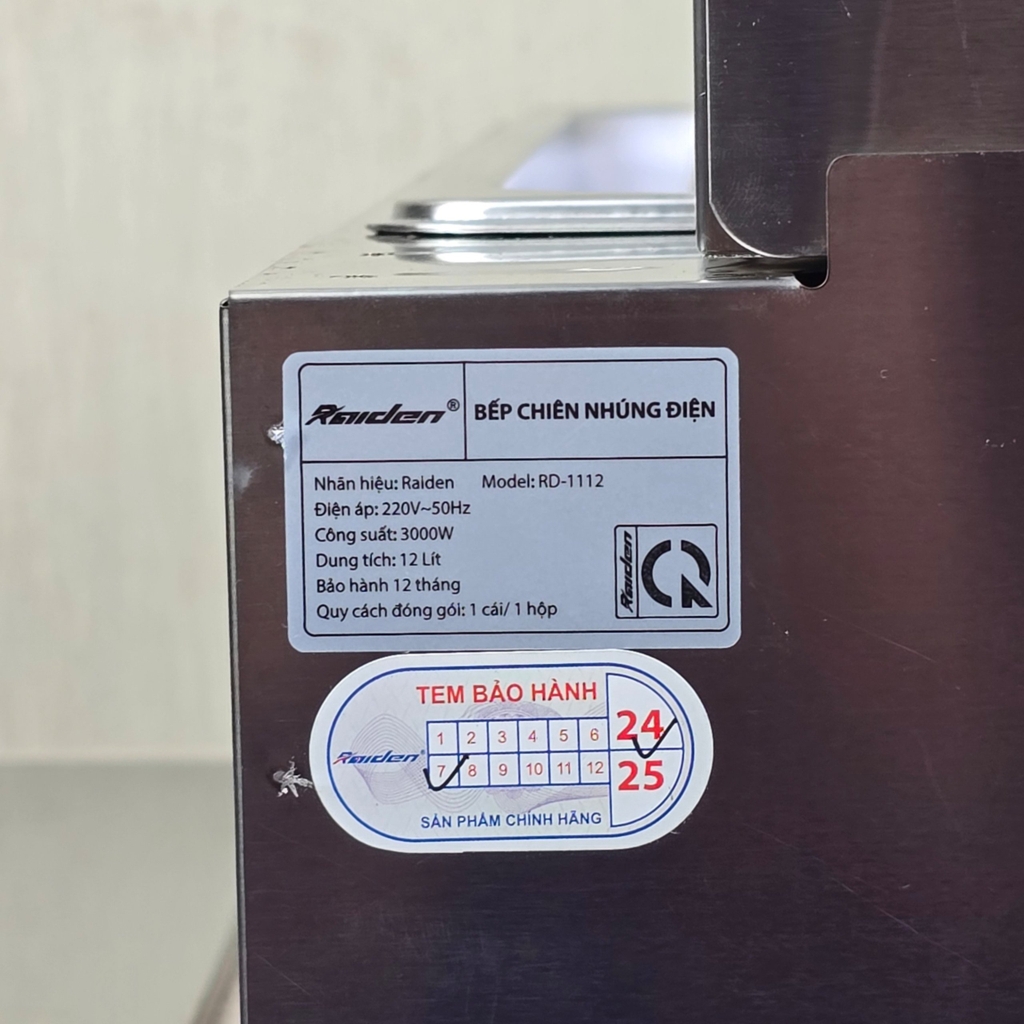 Raiden® BẾP CHIÊN NHÚNG ĐIỆN
Nhãn hiệu: Raiden Model: RD-1112
Điện áp: 220V~50Hz
Công suất: 3000W
Dung tích: 12 Lít
Bảo hành 12 tháng
Quy cách đóng gói: 1 cái/ 1 hộp
Raiden CR
TEM BẢO HÀNH
1 2 3 4 5 6 24
Raiden®
7 8 9 10 11 12 25
SẢN PHẨM CHÍNH HÃNG